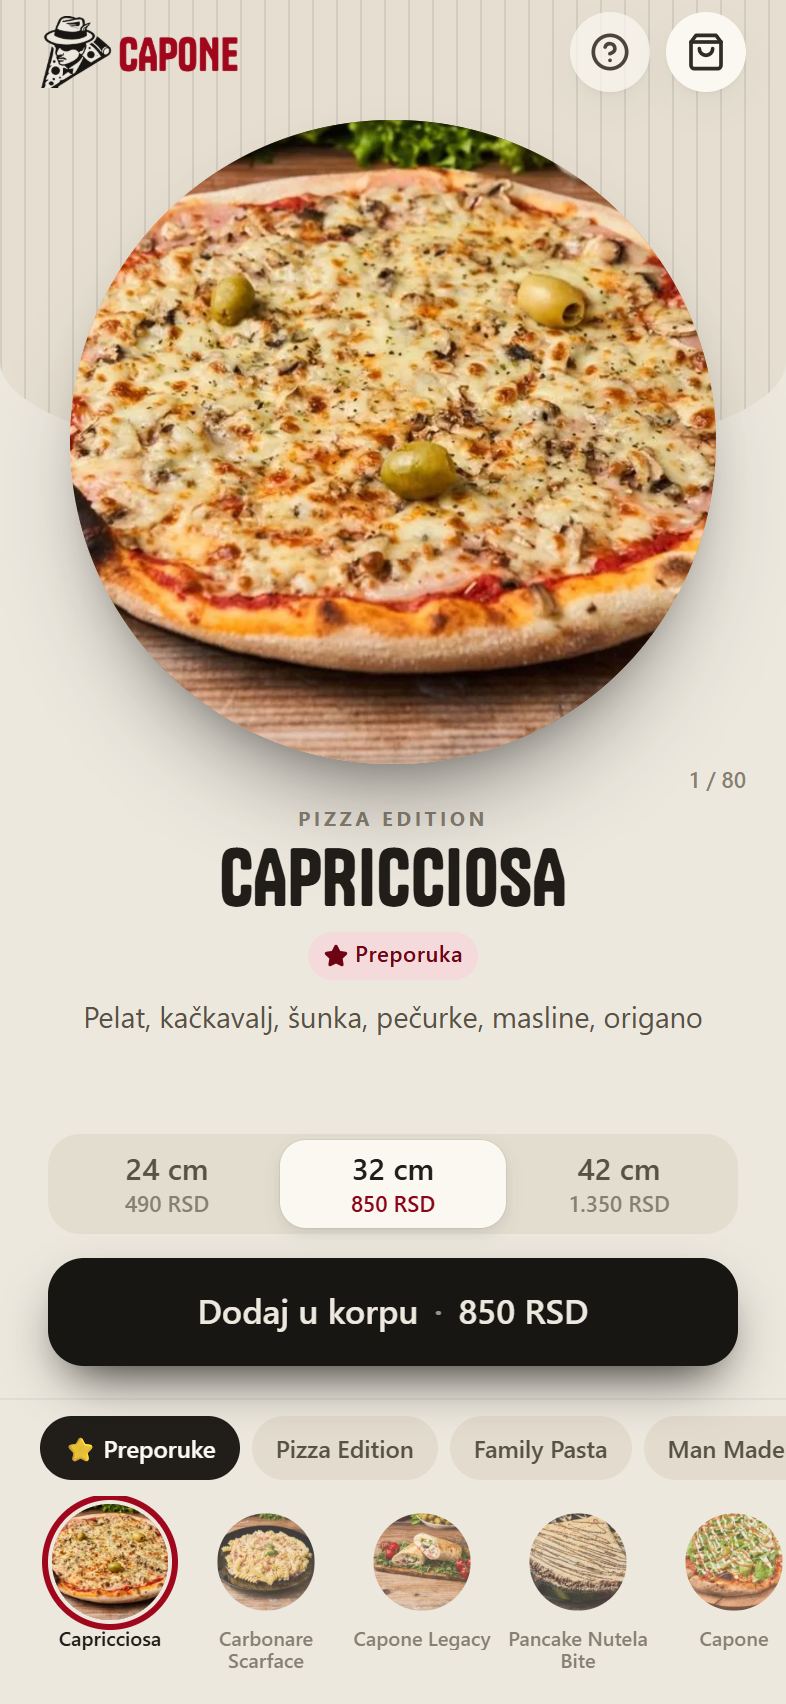 CAPONE
1 / 80
PIZZA EDITION
CAPRICCIOSA
Preporuka
Pelat, kačkavalj, šunka, pečurke, masline, origano
24 cm
490 RSD
32 cm
850 RSD
42 cm
1.350 RSD
Dodaj u korpu · 850 RSD
Preporuke
Pizza Edition
Family Pasta
Man Made
Capricciosa
Carbonare
Scarface
Capone Legacy
Pancake Nutela
Bite
Capone